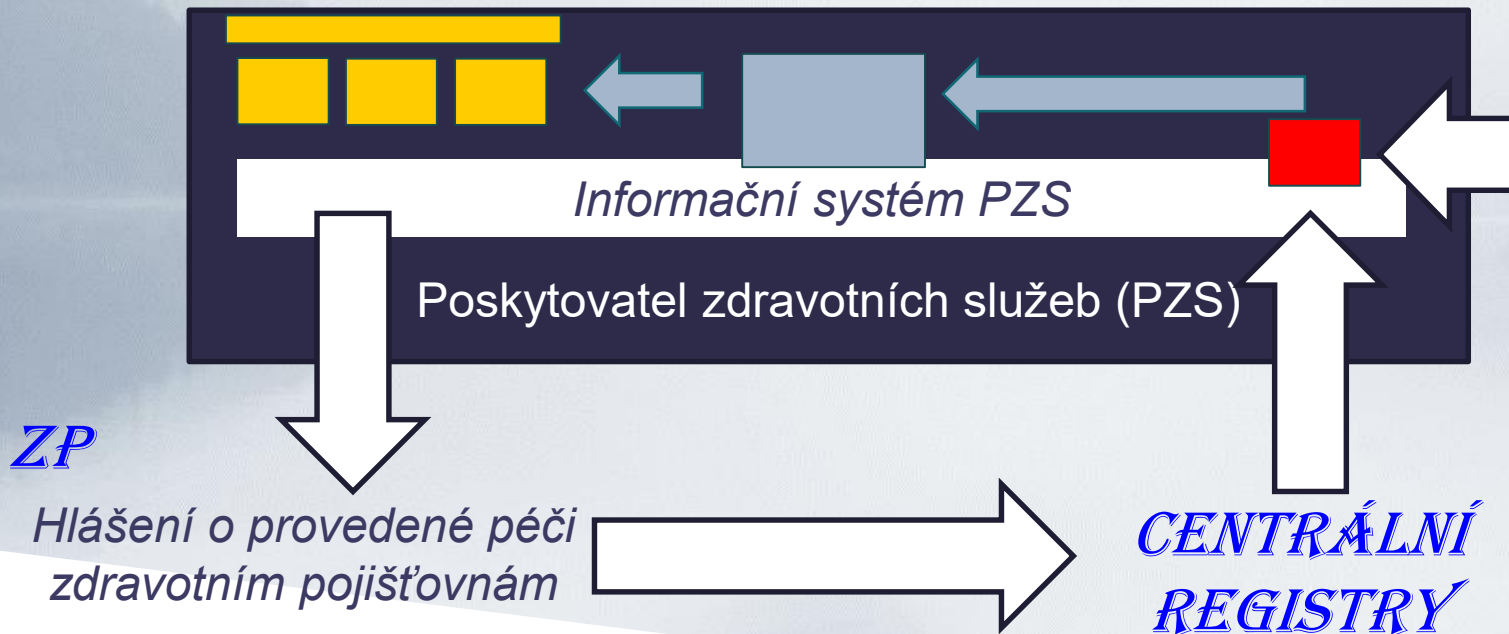 Informační systém PZS
Poskytovatel zdravotních služeb (PZS)
ZP
Hlášení o provedené péči
zdravotním pojišťovnám
CENTRÁLNÍ
REGISTRY